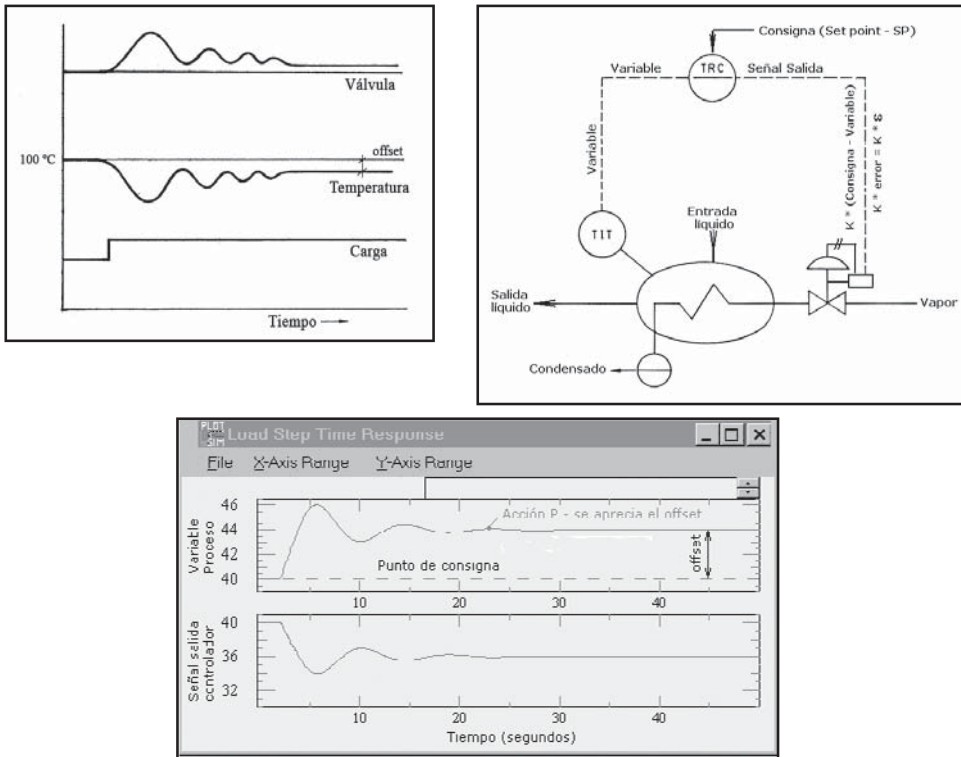 Válvula
100 ºC
offset
Temperatura
Carga
Tiempo
Consigna (Set point - SP)
Variable
TRC
Señal Salida
Variable
K * (Consigna - Variable)
K * error = K * ε
TIT
Entrada
líquido
Salida
líquido
Vapor
Condensado
PLOT
SIM
Load Step Time Response
File X-Axis Range Y-Axis Range
Variable
Proceso
46
44
42
40
Acción P - se aprecia el offset
Punto de consigna
offset
10 20 30 40
Señal salida
controlador
40
36
32
10 20 30 40
Tiempo (segundos)